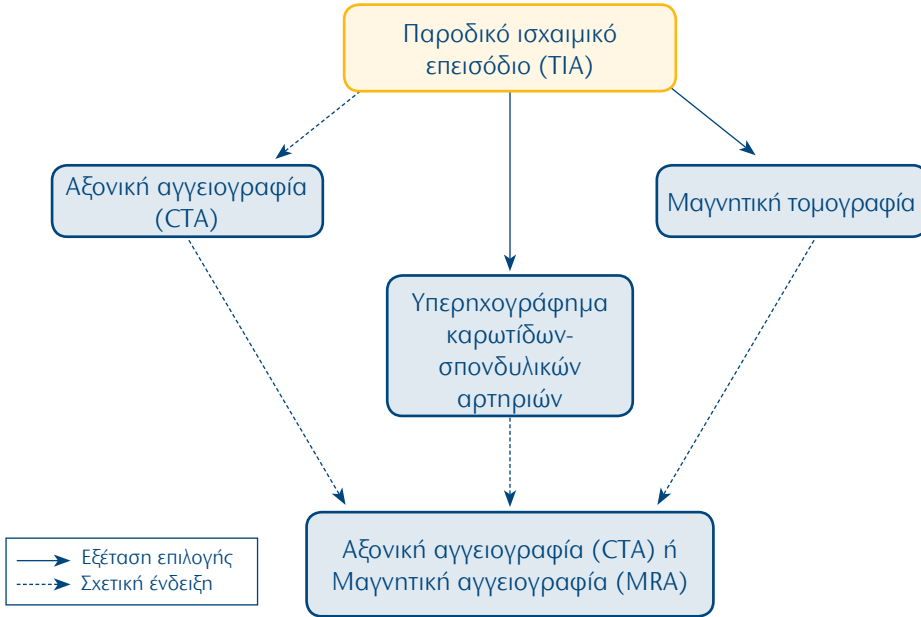 Παροδικό ισχαιμικό
επεισόδιο (TIA)
Αξονική αγγειογραφία
(CTA)
Μαγνητική τομογραφία
Υπερηχογράφημα
καρωτίδων-
σπονδυλικών
αρτηριών
Αξονική αγγειογραφία (CTA) ή
Μαγνητική αγγειογραφία (MRA)
Εξέταση επιλογής
Σχετική ένδειξη